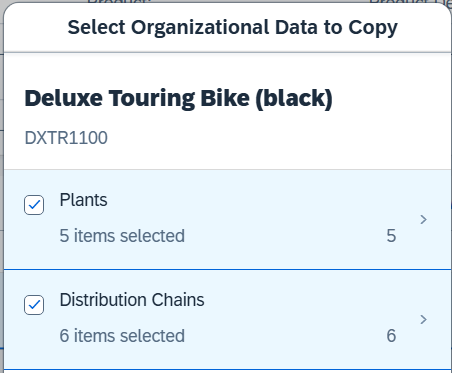 Select Organizational Data to Copy
Deluxe Touring Bike (black)
DXTR1100
Plants
5 items selected 5
Distribution Chains
6 items selected 6